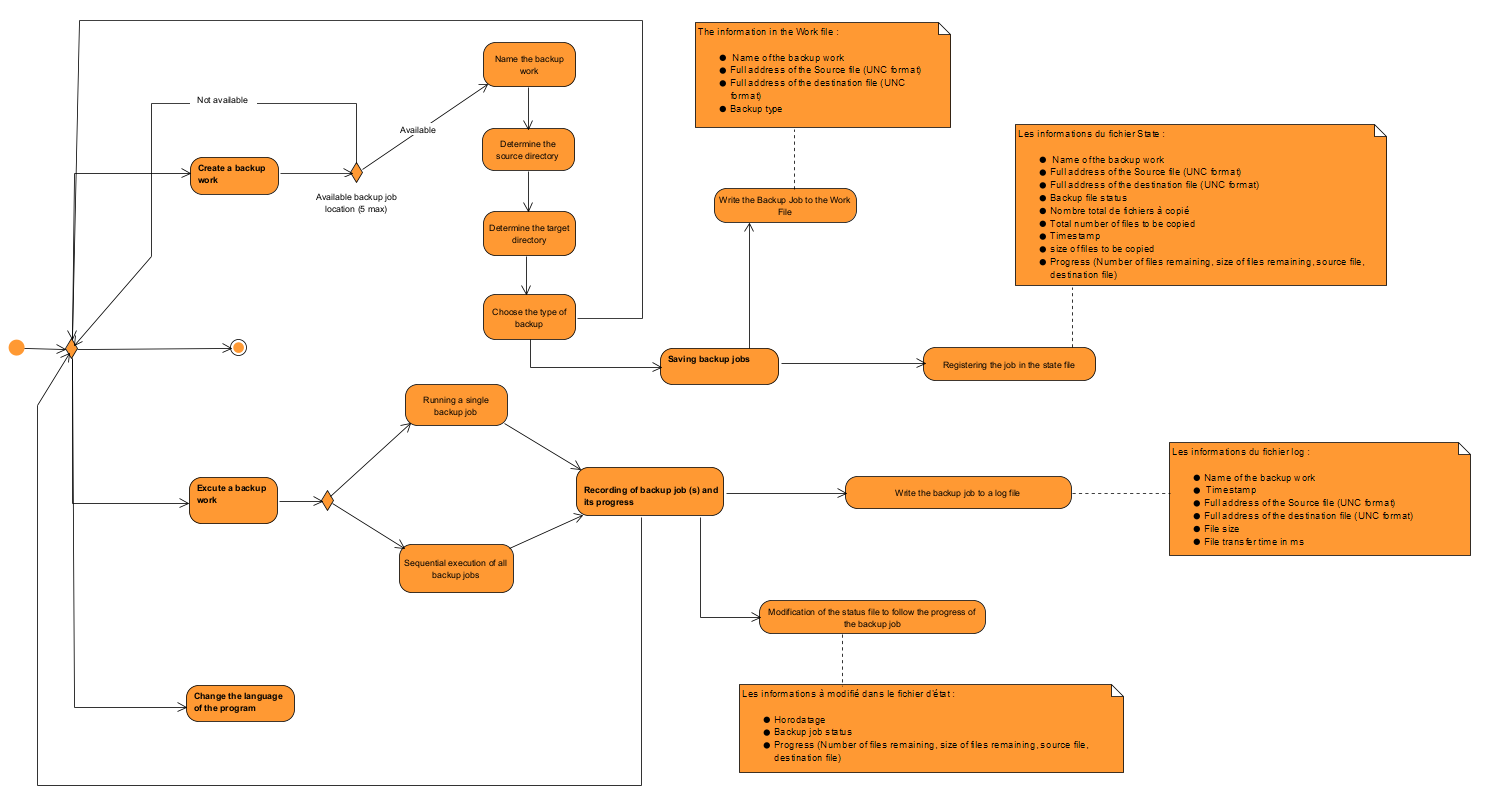 Not available
Available
Create a backup
work
Available backup job
location (5 max)
Name the backup
work
Determine the
source directory
Determine the target
directory
Choose the type of
backup
The information in the Work file :
● Name of the backup work
● Full address of the Source file (UNC format)
● Full address of the destination file (UNC
format)
● Backup type
Write the Backup Job to the Work
File
Les informations du fichier State :
● Name of the backup work
● Full address of the Source file (UNC format)
● Full address of the destination file (UNC format)
● Backup file status
● Nombre total de fichiers à copié
● Total number of files to be copied
● Timestamp
● size of files to be copied
● Progress (Number of files remaining, size of files remaining, source file,
destination file)
Saving backup jobs
Registering the job in the state file
Running a single
backup job
Excute a backup
work
Sequential execution of all
backup jobs
Recording of backup job (s) and
its progress
Write the backup job to a log file
Les informations du fichier log :
● Name of the backup work
● Timestamp
● Full address of the Source file (UNC format)
● Full address of the destination file (UNC format)
● File size
● File transfer time in ms
Modification of the status file to follow the progress of
the backup job
Change the language
of the program
Les informations à modifié dans le fichier d'état :
● Horodatage
● Backup job status
● Progress (Number of files remaining, size of files remaining, source file,
destination file)